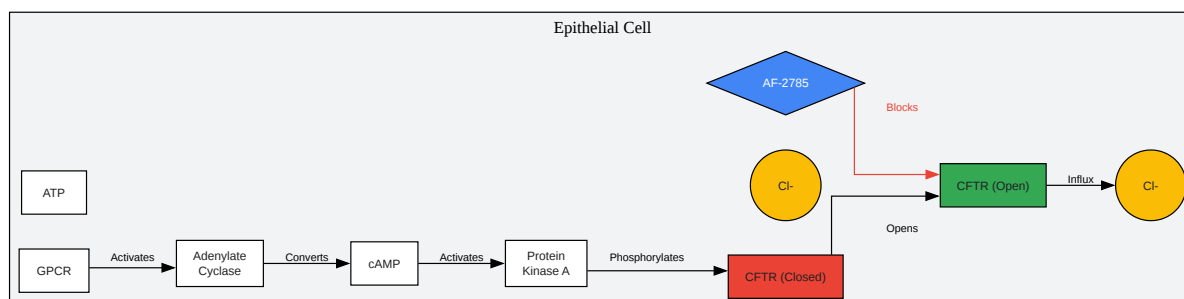 Epithelial Cell
AF-2785
Blocks
ATP
Cl-
CFTR (Open)
Influx
Cl-
Opens
GPCR
Activates
Adenylate
Cyclase
Converts
cAMP
Activates
Protein
Kinase A
Phosphorylates
CFTR (Closed)